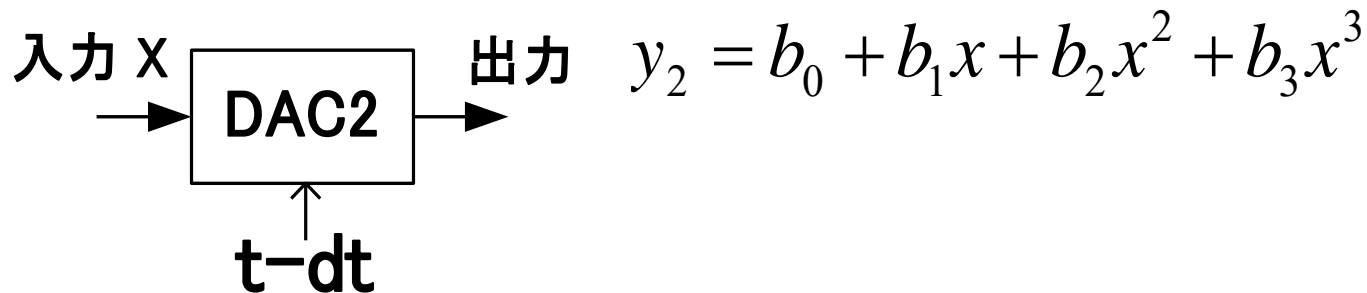 入力 X
DAC2
出力
y₂ = b₀ + b₁x + b₂x² + b₃x³
t−dt